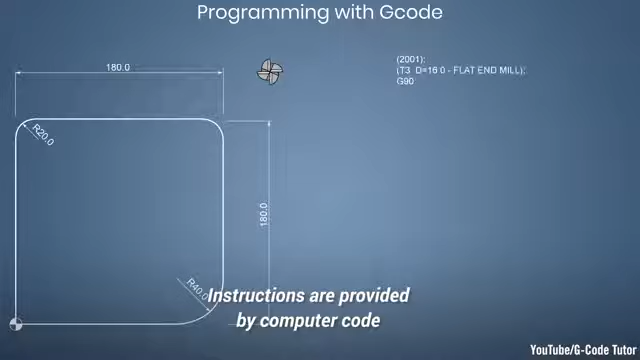 Programming with Gcode
180.0
(2001);
(T3 D=16.0 - FLAT END MILL);
G90
R20.0
180.0
R40.0
Instructions are provided
by computer code
YouTube/G-Code Tutor